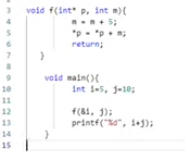 3 void f(int* p, int m){
4 m = m + 5;
5 *p = *p + m;
6 return;
7 }
8
9 void main(){
10 int i=5, j=10;
11
12 f(&i, j);
13 printf("%d", i+j);
14 }
15